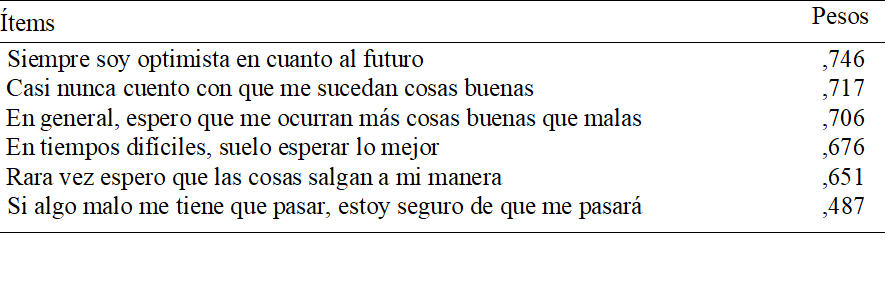 Ítems Pesos
Siempre soy optimista en cuanto al futuro ,746
Casi nunca cuento con que me sucedan cosas buenas ,717
En general, espero que me ocurran más cosas buenas que malas ,706
En tiempos difíciles, suelo esperar lo mejor ,676
Rara vez espero que las cosas salgan a mi manera ,651
Si algo malo me tiene que pasar, estoy seguro de que me pasará ,487